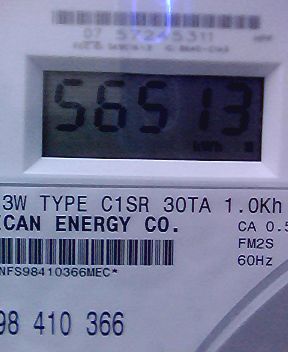 07 57245311
56513
kWh
3W TYPE C1SR 30TA 1.0Kh
ICAN ENERGY CO.
CA 0.5
FM2S
60Hz
NFS98410366MEC*
98 410 366